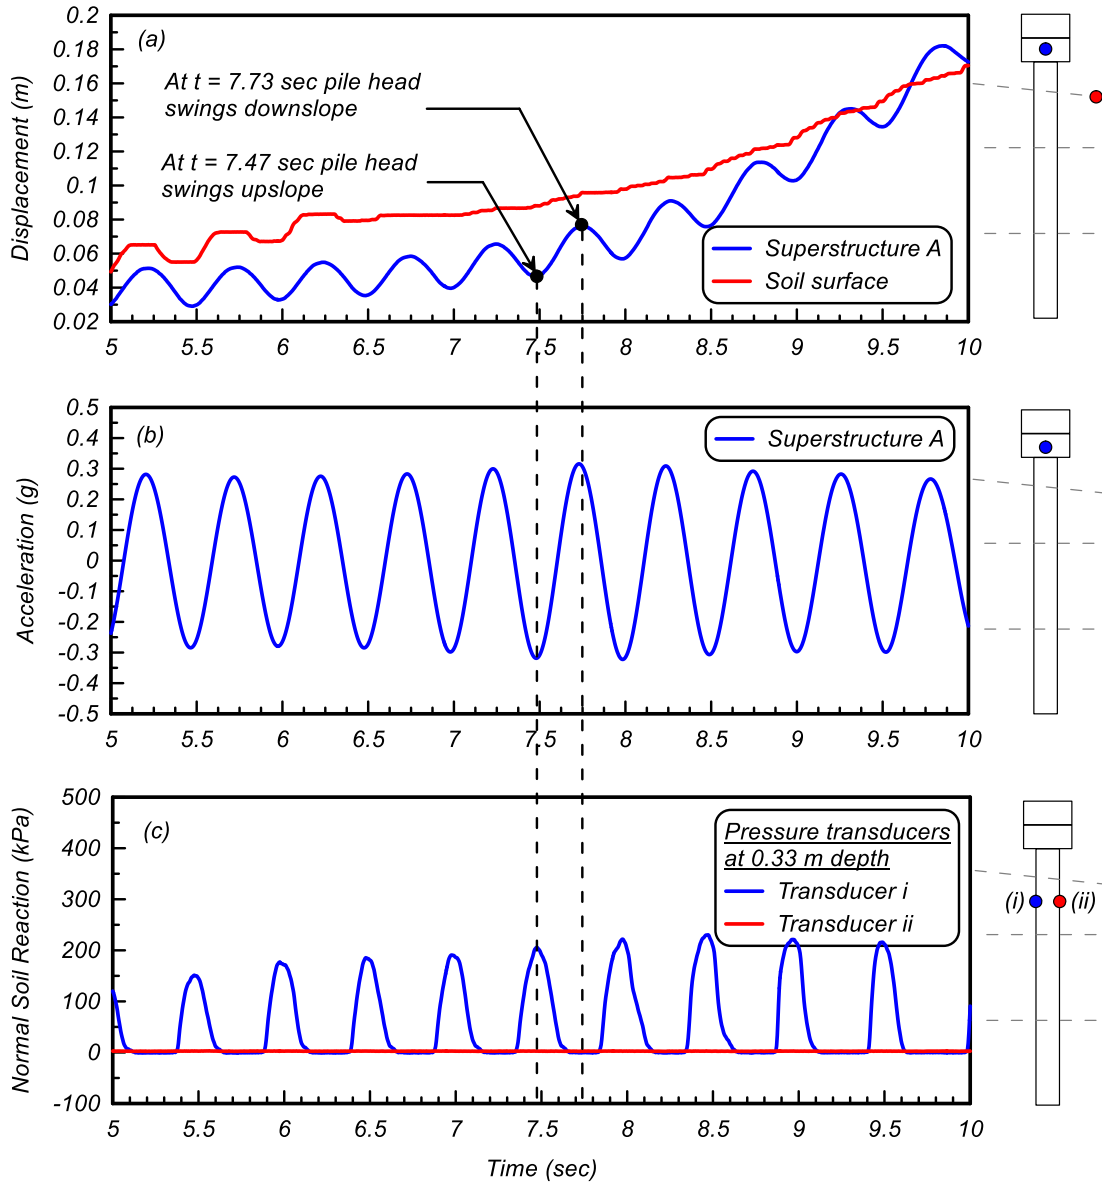 (a)
At t = 7.73 sec pile head
swings downslope
At t = 7.47 sec pile head
swings upslope
Displacement (m)
0.2
0.18
0.16
0.14
0.12
0.1
0.08
0.06
0.04
0.02
Superstructure A
Soil surface
5 5.5 6 6.5 7 7.5 8 8.5 9 9.5 10
(b)
Acceleration (g)
0.5
0.4
0.3
0.2
0.1
0
-0.1
-0.2
-0.3
-0.4
-0.5
Superstructure A
5 5.5 6 6.5 7 7.5 8 8.5 9 9.5 10
(c)
Normal Soil Reaction (kPa)
500
400
300
200
100
0
-100
Pressure transducers
at 0.33 m depth
Transducer i
Transducer ii
(i) (ii)
5 5.5 6 6.5 7 7.5 8 8.5 9 9.5 10
Time (sec)